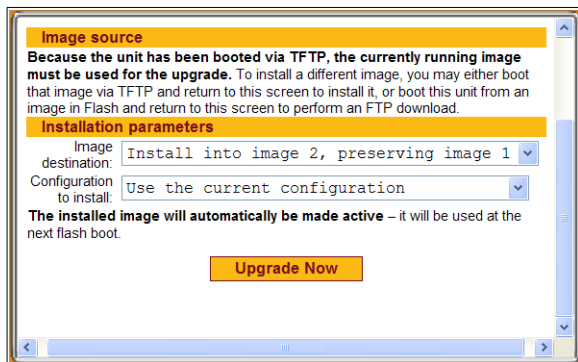 Image source
Because the unit has been booted via TFTP, the currently running image
must be used for the upgrade. To install a different image, you may either boot
that image via TFTP and return to this screen to install it, or boot this unit from an
image in Flash and return to this screen to perform an FTP download.
Installation parameters
Image
destination:
Install into image 2, preserving image 1
Configuration
to install:
Use the current configuration
The installed image will automatically be made active – it will be used at the
next flash boot.
Upgrade Now